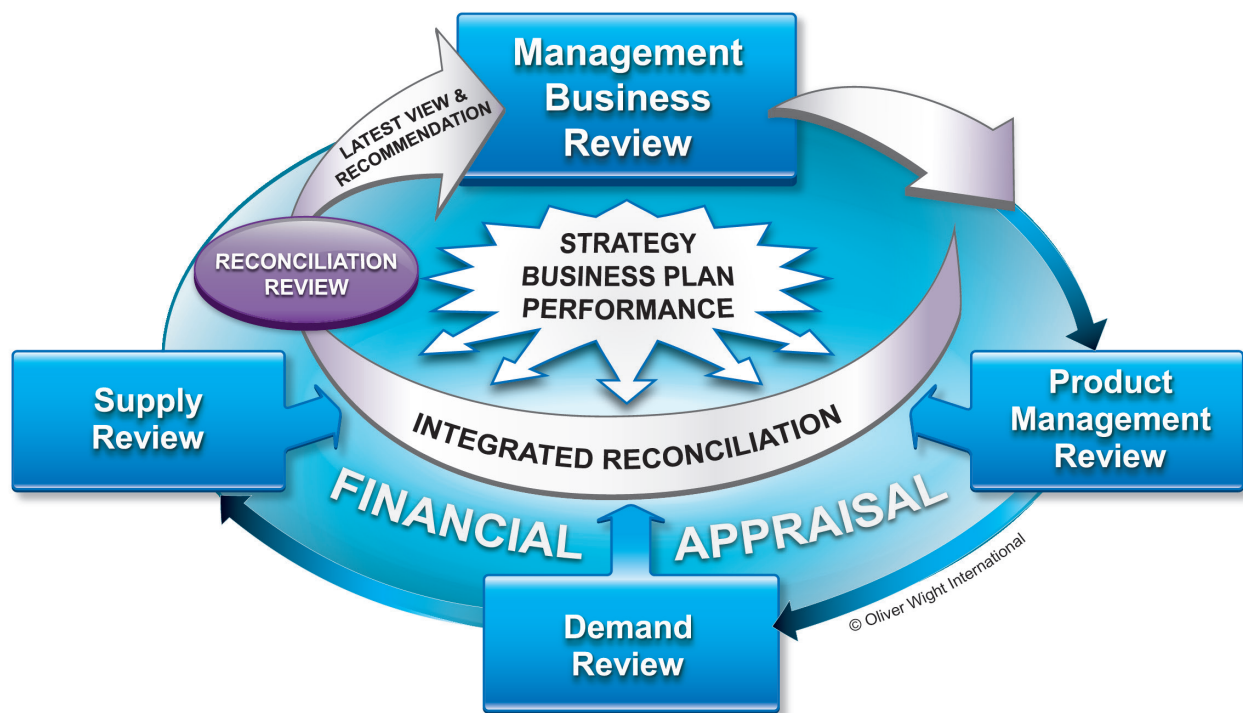 Management
Business
Review
LATEST VIEW &
RECOMMENDATION
RECONCILIATION
REVIEW
STRATEGY
BUSINESS PLAN
PERFORMANCE
Supply
Review
Product
Management
Review
INTEGRATED RECONCILIATION
FINANCIAL APPRAISAL
© Oliver Wight International
Demand
Review